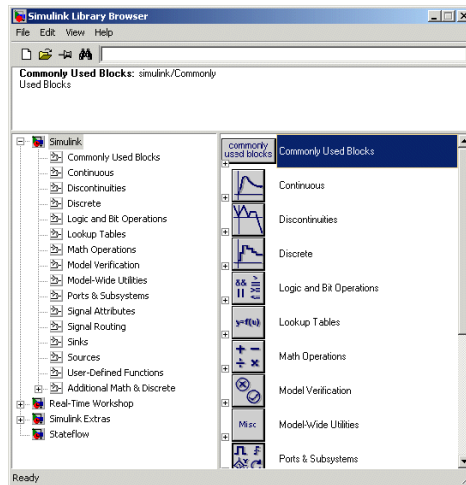 Simulink Library Browser
File Edit View Help
Commonly Used Blocks: simulink/Commonly
Used Blocks
Simulink
Commonly Used Blocks
Continuous
Discontinuities
Discrete
Logic and Bit Operations
Lookup Tables
Math Operations
Model Verification
Model-Wide Utilities
Ports & Subsystems
Signal Attributes
Signal Routing
Sinks
Sources
User-Defined Functions
Additional Math & Discrete
Real-Time Workshop
Simulink Extras
Stateflow
commonly
used blocks
Commonly Used Blocks
Continuous
Discontinuities
Discrete
Logic and Bit Operations
y=f(u)
Lookup Tables
Math Operations
Model Verification
Misc
Model-Wide Utilities
Ports & Subsystems
Ready